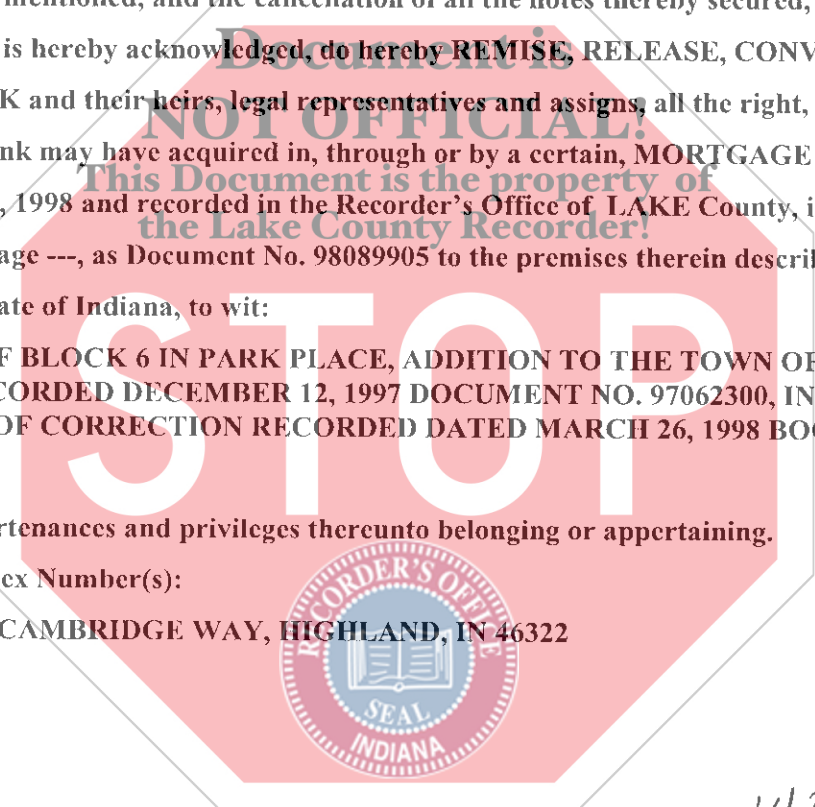 mentioned, and the cancellation of all the notes thereby secured,
Document is
is hereby acknowledged, do hereby REMISE, RELEASE, CONV
K and their heirs, legal representatives and assigns, all the right,
NOT OFFICIAL!
nk may have acquired in, through or by a certain, MORTGAGE
This Document is the property of
, 1998 and recorded in the Recorder's Office of LAKE County, i
the Lake County Recorder!
age ---, as Document No. 98089905 to the premises therein descri
ate of Indiana, to wit:
STOP
F BLOCK 6 IN PARK PLACE, ADDITION TO THE TOWN OF
CORDED DECEMBER 12, 1997 DOCUMENT NO. 97062300, IN
OF CORRECTION RECORDED DATED MARCH 26, 1998 BOO
rtenances and privileges thereunto belonging or appertaining.
ex Number(s):
CAMBRIDGE WAY, HIGHLAND, IN 46322
RECORDER'S OFFICE
SEAL
INDIANA